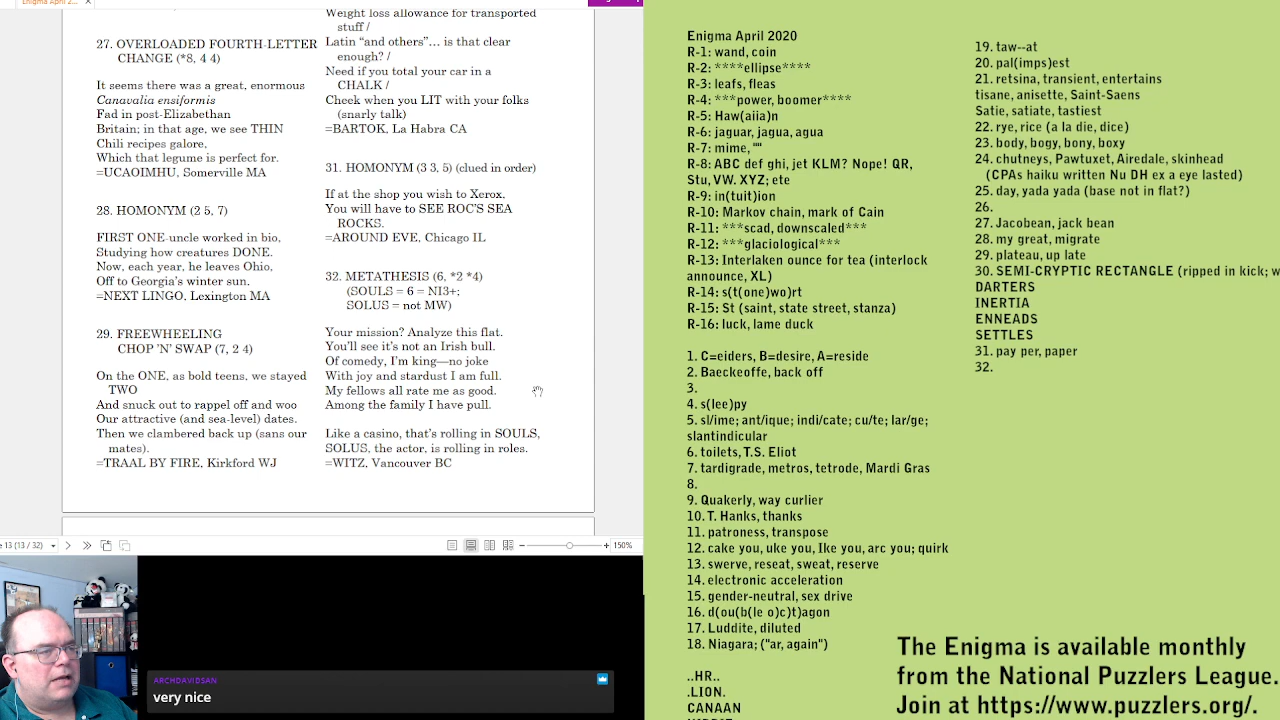 Enigma April 2...
27. OVERLOADED FOURTH-LETTER
CHANGE (*8, 4 4)
It seems there was a great, enormous
Canavalia ensiformis
Fad in post-Elizabethan
Britain; in that age, we see THIN
Chili recipes galore,
Which that legume is perfect for.
=UCAOIMHU, Somerville MA
28. HOMONYM (2 5, 7)
FIRST ONE-uncle worked in bio,
Studying how creatures DONE.
Now, each year, he leaves Ohio,
Off to Georgia's winter sun.
=NEXT LINGO, Lexington MA
29. FREEWHEELING
CHOP 'N' SWAP (7, 2 4)
On the ONE, as bold teens, we stayed
TWO
And snuck out to rappel off and woo
Our attractive (and sea-level) dates.
Then we clambered back up (sans our
mates).
=TRAAL BY FIRE, Kirkford WJ
Weight loss allowance for transported
stuff /
Latin “and others”… is that clear
enough? /
Need if you total your car in a
CHALK /
Cheek when you LIT with your folks
(snarly talk)
=BARTOK, La Habra CA
31. HOMONYM (3 3, 5) (clued in order)
If at the shop you wish to Xerox,
You will have to SEE ROC'S SEA
ROCKS.
=AROUND EVE, Chicago IL
32. METATHESIS (6, *2 *4)
(SOULS = 6 = NI3+;
SOLUS = not MW)
Your mission? Analyze this flat.
You'll see it's not an Irish bull.
Of comedy, I'm king—no joke
With joy and stardust I am full.
My fellows all rate me as good.
Among the family I have pull.
Like a casino, that's rolling in SOULS,
SOLUS, the actor, is rolling in roles.
=WITZ, Vancouver BC
e 13 (13 / 32)
150%
ARCHDAVIDSAN
very nice
Enigma April 2020
R-1: wand, coin
R-2: ****ellipse****
R-3: leafs, fleas
R-4: ***power, boomer****
R-5: Haw(aiia)n
R-6: jaguar, jagua, agua
R-7: mime, ""
R-8: ABC def ghi, jet KLM? Nope! QR,
Stu, VW. XYZ; ete
R-9: in(tuit)ion
R-10: Markov chain, mark of Cain
R-11: ***scad, downscaled***
R-12: ***glaciological***
R-13: Interlaken ounce for tea (interlock
announce, XL)
R-14: s(t(one)wo)rt
R-15: St (saint, state street, stanza)
R-16: luck, lame duck
1. C=eiders, B=desire, A=reside
2. Baeckeoffe, back off
3.
4. s(lee)py
5. sl/ime; ant/ique; indi/cate; cu/te; lar/ge;
slantindicular
6. toilets, T.S. Eliot
7. tardigrade, metros, tetrode, Mardi Gras
8.
9. Quakerly, way curlier
10. T. Hanks, thanks
11. patroness, transpose
12. cake you, uke you, Ike you, arc you; quirk
13. swerve, reseat, sweat, reserve
14. electronic acceleration
15. gender-neutral, sex drive
16. d(ou(b(le o)c)t)agon
17. Luddite, diluted
18. Niagara; ("ar, again")
..HR..
.LION.
CANAAN
19. taw--at
20. pal(imps)est
21. retsina, transient, entertains
tisane, anisette, Saint-Saens
Satie, satiate, tastiest
22. rye, rice (a la die, dice)
23. body, bogy, bony, boxy
24. chutneys, Pawtuxet, Airedale, skinhead
(CPAs haiku written Nu DH ex a eye lasted)
25. day, yada yada (base not in flat?)
26.
27. Jacobean, jack bean
28. my great, migrate
29. plateau, up late
30. SEMI-CRYPTIC RECTANGLE (ripped in kick; w
DARTERS
INERTIA
ENNEADS
SETTLES
31. pay per, paper
32.
The Enigma is available monthly
from the National Puzzlers League.
Join at https://www.puzzlers.org/.